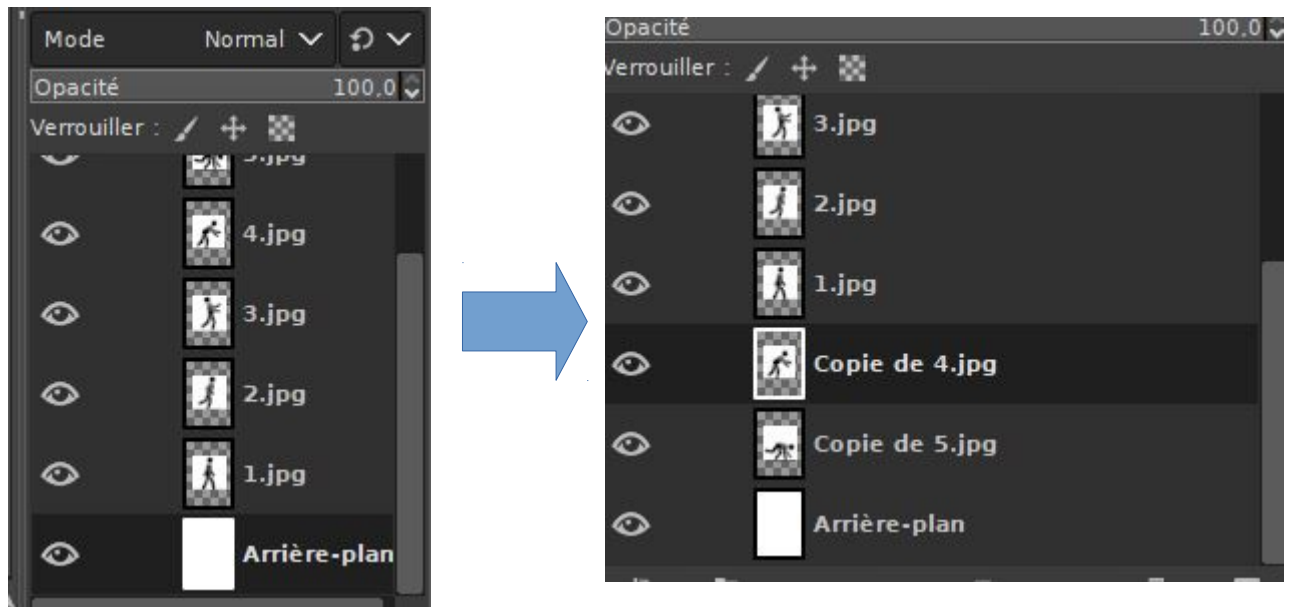 Mode Normal
Opacité 100,0
Verrouiller :
4.jpg
3.jpg
2.jpg
1.jpg
Arrière-plan
Opacité 100,0
Verrouiller :
3.jpg
2.jpg
1.jpg
Copie de 4.jpg
Copie de 5.jpg
Arrière-plan